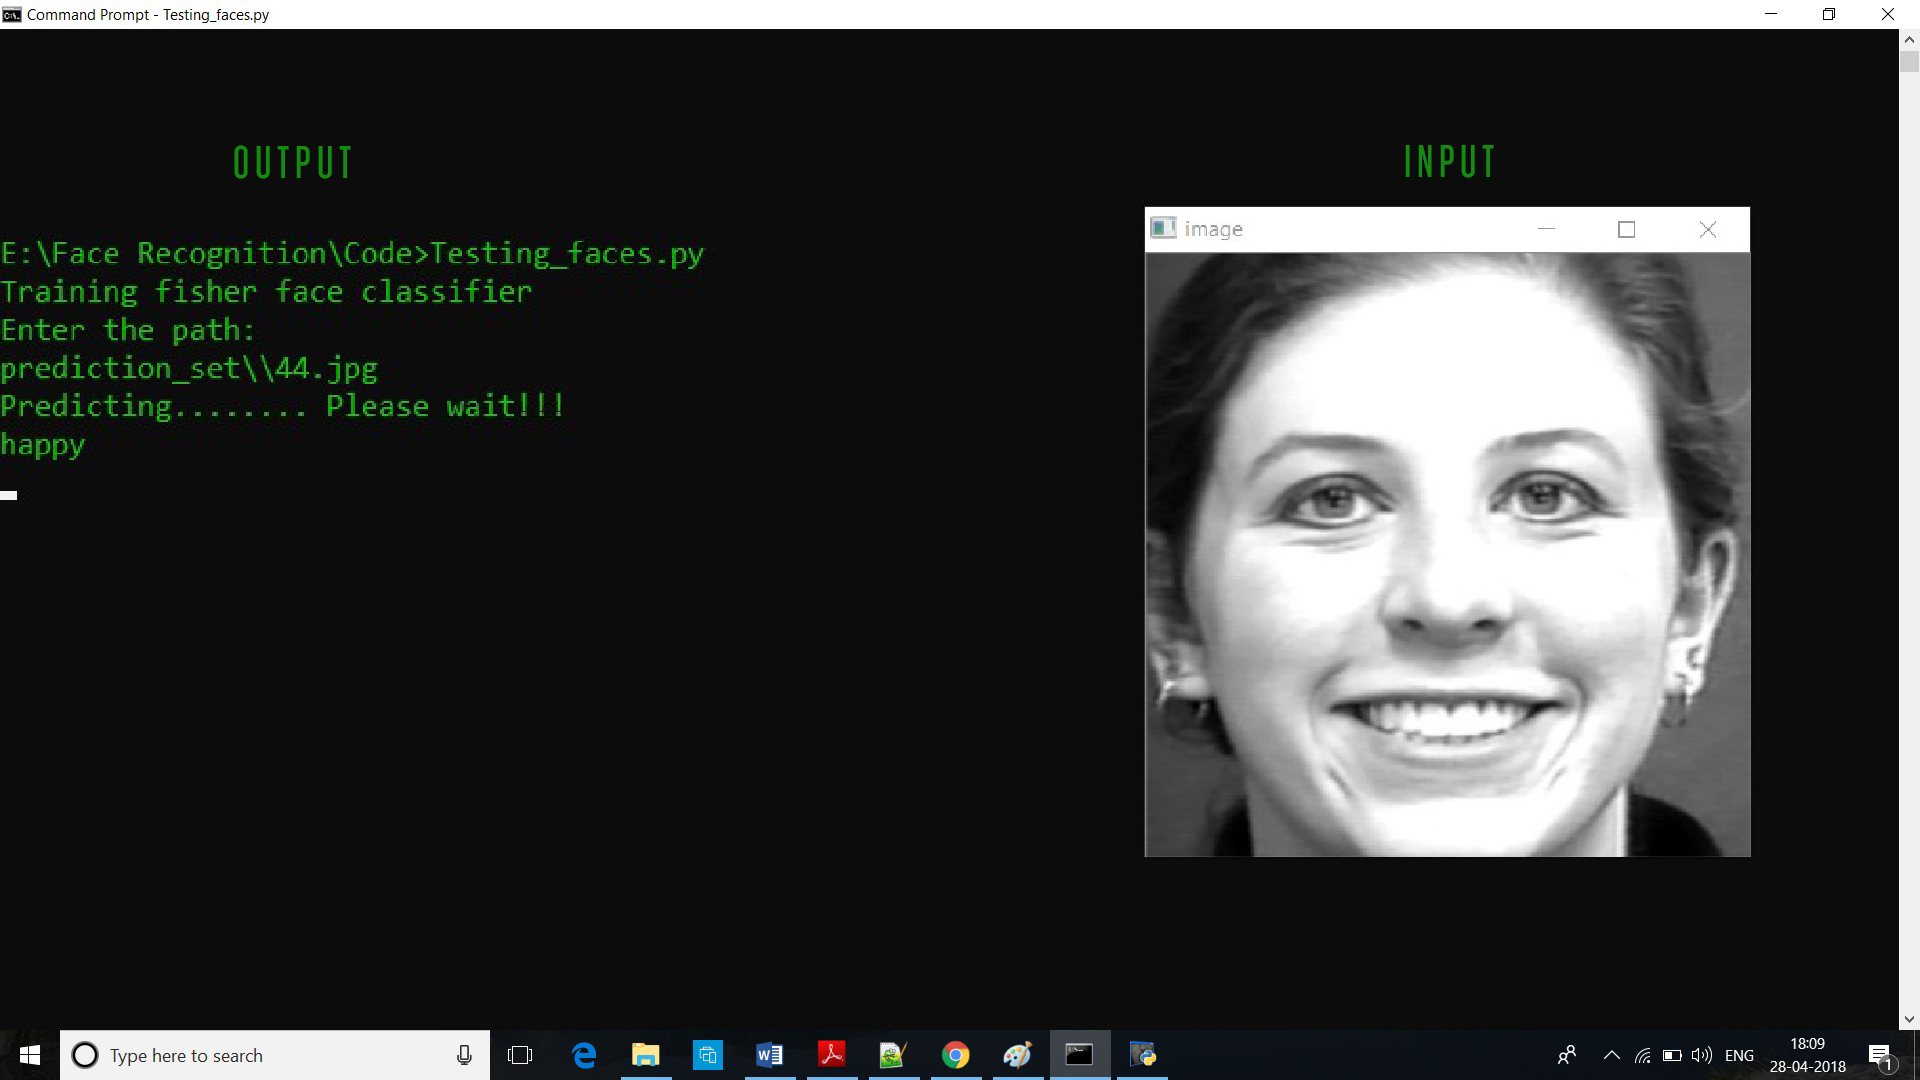 Command Prompt - Testing_faces.py
OUTPUT
INPUT
image
E:\Face Recognition\Code>Testing_faces.py
Training fisher face classifier
Enter the path:
prediction_set\\44.jpg
Predicting........ Please wait!!!
happy
Type here to search
ENG
18:09
28-04-2018
1